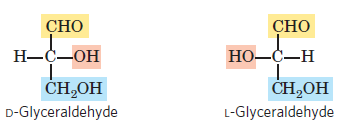 CHO CHO
H—C—OH HO—C—H
CH₂OH CH₂OH
D-Glyceraldehyde L-Glyceraldehyde